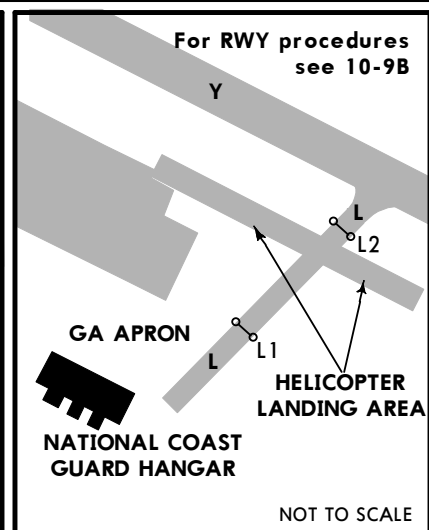 For RWY procedures
see 10-9B
Y
L
L2
L1
GA APRON
L
HELICOPTER
LANDING AREA
NATIONAL COAST
GUARD HANGAR
NOT TO SCALE